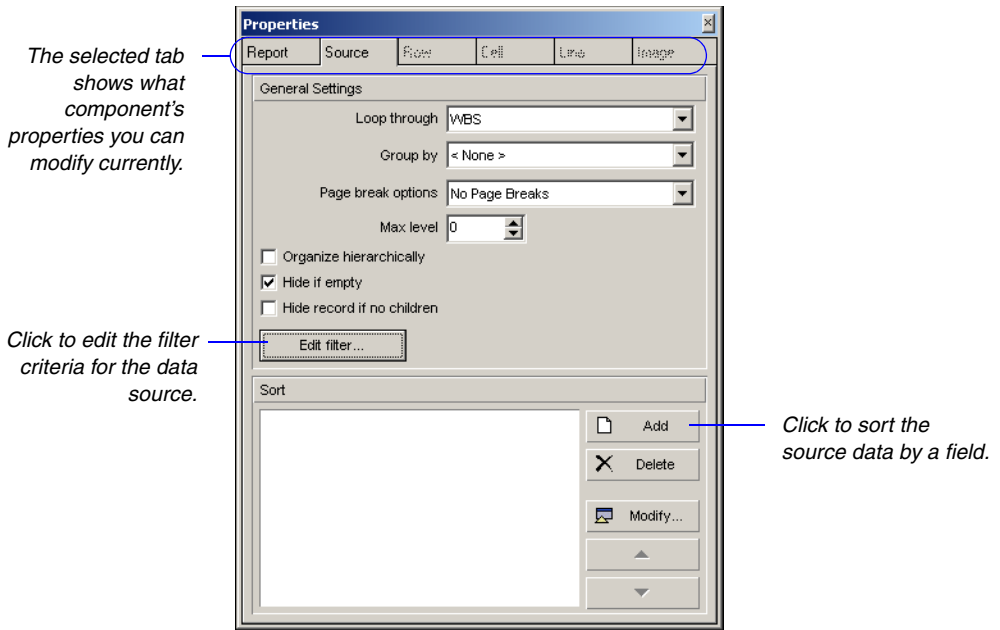 Properties
Report Source Row Cell Line Image
The selected tab
shows what
component's
properties you can
modify currently.
General Settings
Loop through WBS
Group by < None >
Page break options No Page Breaks
Max level 0
Organize hierarchically
Hide if empty
Hide record if no children
Edit filter...
Click to edit the filter
criteria for the data
source.
Sort
Add
Delete
Modify...
Click to sort the
source data by a field.